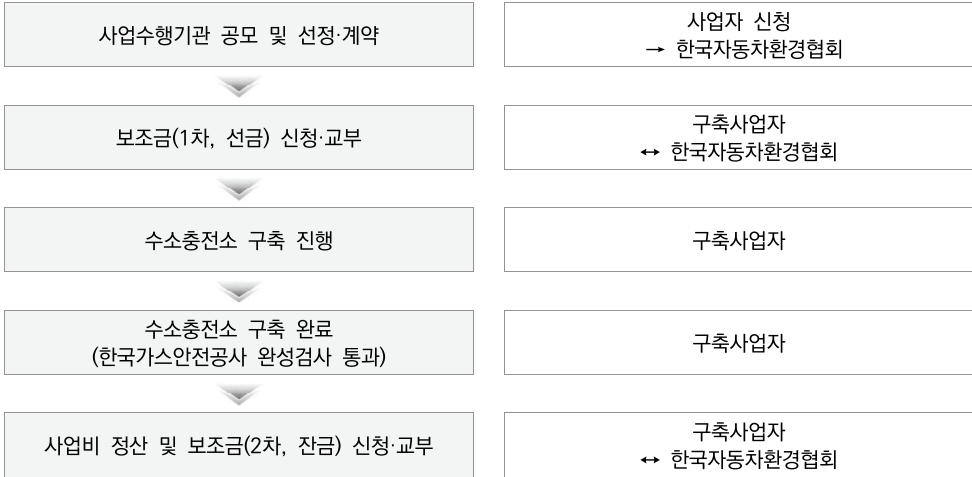 사업수행기관 공모 및 선정·계약
사업자 신청
→ 한국자동차환경협회
보조금(1차, 선금) 신청·교부
구축사업자
↔ 한국자동차환경협회
수소충전소 구축 진행
구축사업자
수소충전소 구축 완료
(한국가스안전공사 완성검사 통과)
구축사업자
사업비 정산 및 보조금(2차, 잔금) 신청·교부
구축사업자
↔ 한국자동차환경협회